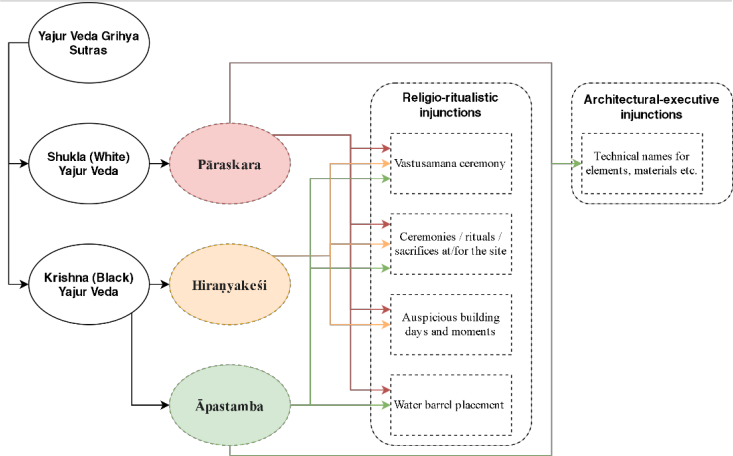 Yajur Veda Grihya
Sutras
Shukla (White)
Yajur Veda
Krishna (Black)
Yajur Veda
Pāraskara
Hiraṇyakeśi
Āpastamba
Religio-ritualistic
injunctions
Vastusamana ceremony
Ceremonies / rituals /
sacrifices at/for the site
Auspicious building
days and moments
Water barrel placement
Architectural-executive
injunctions
Technical names for
elements, materials etc.